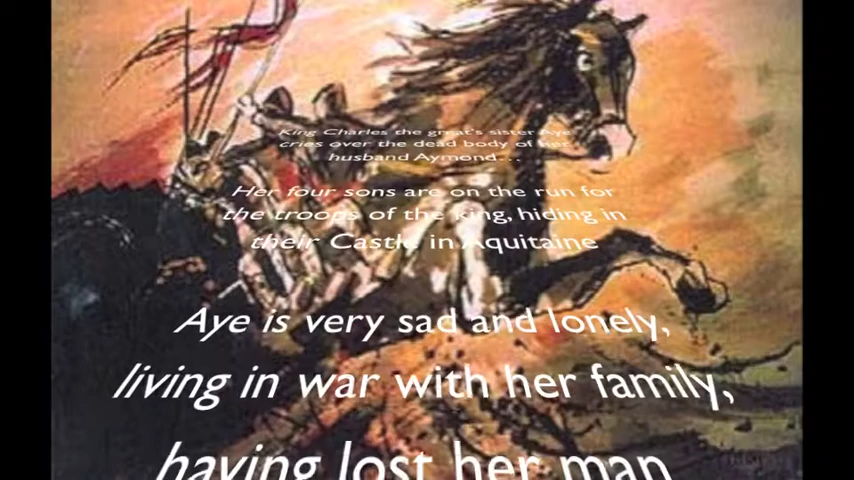 King Charles the great's sister Aye
cries over the dead body of her
husband Aymond...
Her four sons are on the run for
the troops of the king, hiding in
their Castle in Aquitaine
Aye is very sad and lonely,
living in war with her family,
having lost her man